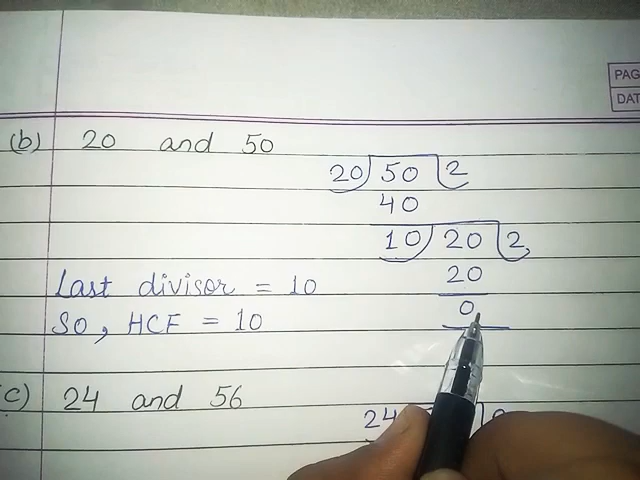 PAG
DAT
(b) 20 and 50
20) 50 (2
40
10) 20 (2
20
0
Last divisor = 10
So, HCF = 10
(c) 24 and 56
24